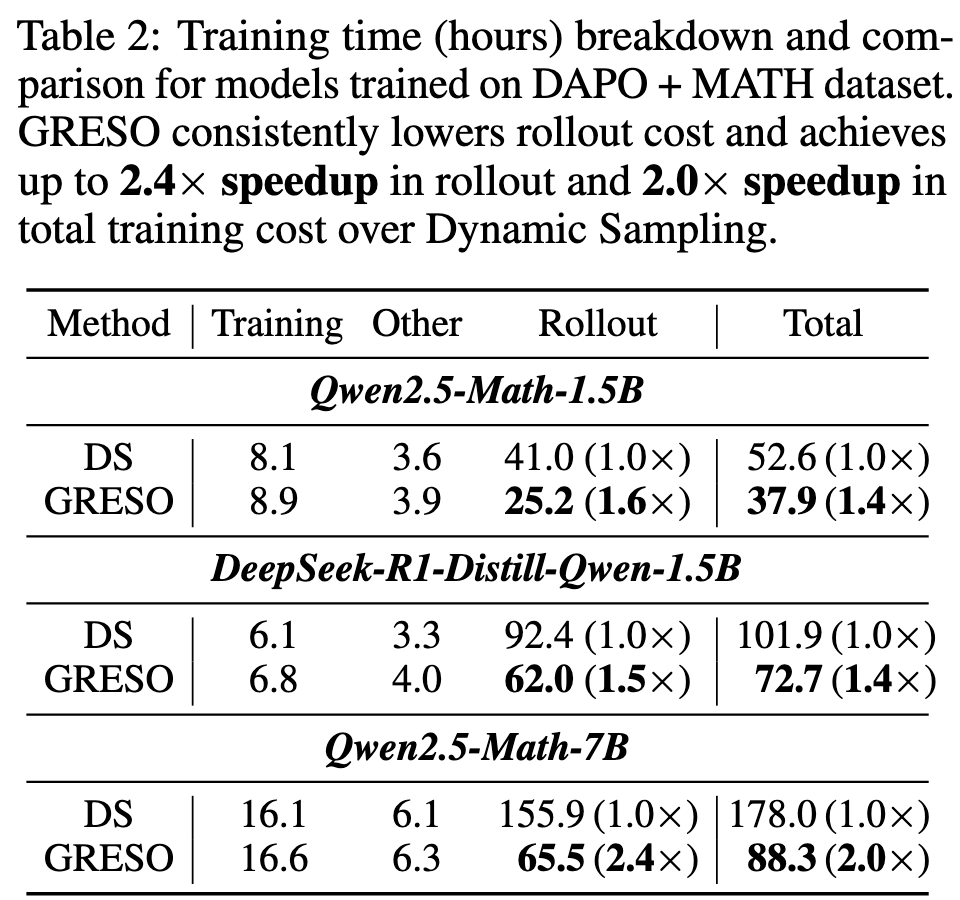 Table 2: Training time (hours) breakdown and com-
parison for models trained on DAPO + MATH dataset.
GRESO consistently lowers rollout cost and achieves
up to 2.4× speedup in rollout and 2.0× speedup in
total training cost over Dynamic Sampling.
Method Training Other Rollout Total
Qwen2.5-Math-1.5B
DS 8.1 3.6 41.0 (1.0×) 52.6 (1.0×)
GRESO 8.9 3.9 25.2 (1.6×) 37.9 (1.4×)
DeepSeek-R1-Distill-Qwen-1.5B
DS 6.1 3.3 92.4 (1.0×) 101.9 (1.0×)
GRESO 6.8 4.0 62.0 (1.5×) 72.7 (1.4×)
Qwen2.5-Math-7B
DS 16.1 6.1 155.9 (1.0×) 178.0 (1.0×)
GRESO 16.6 6.3 65.5 (2.4×) 88.3 (2.0×)